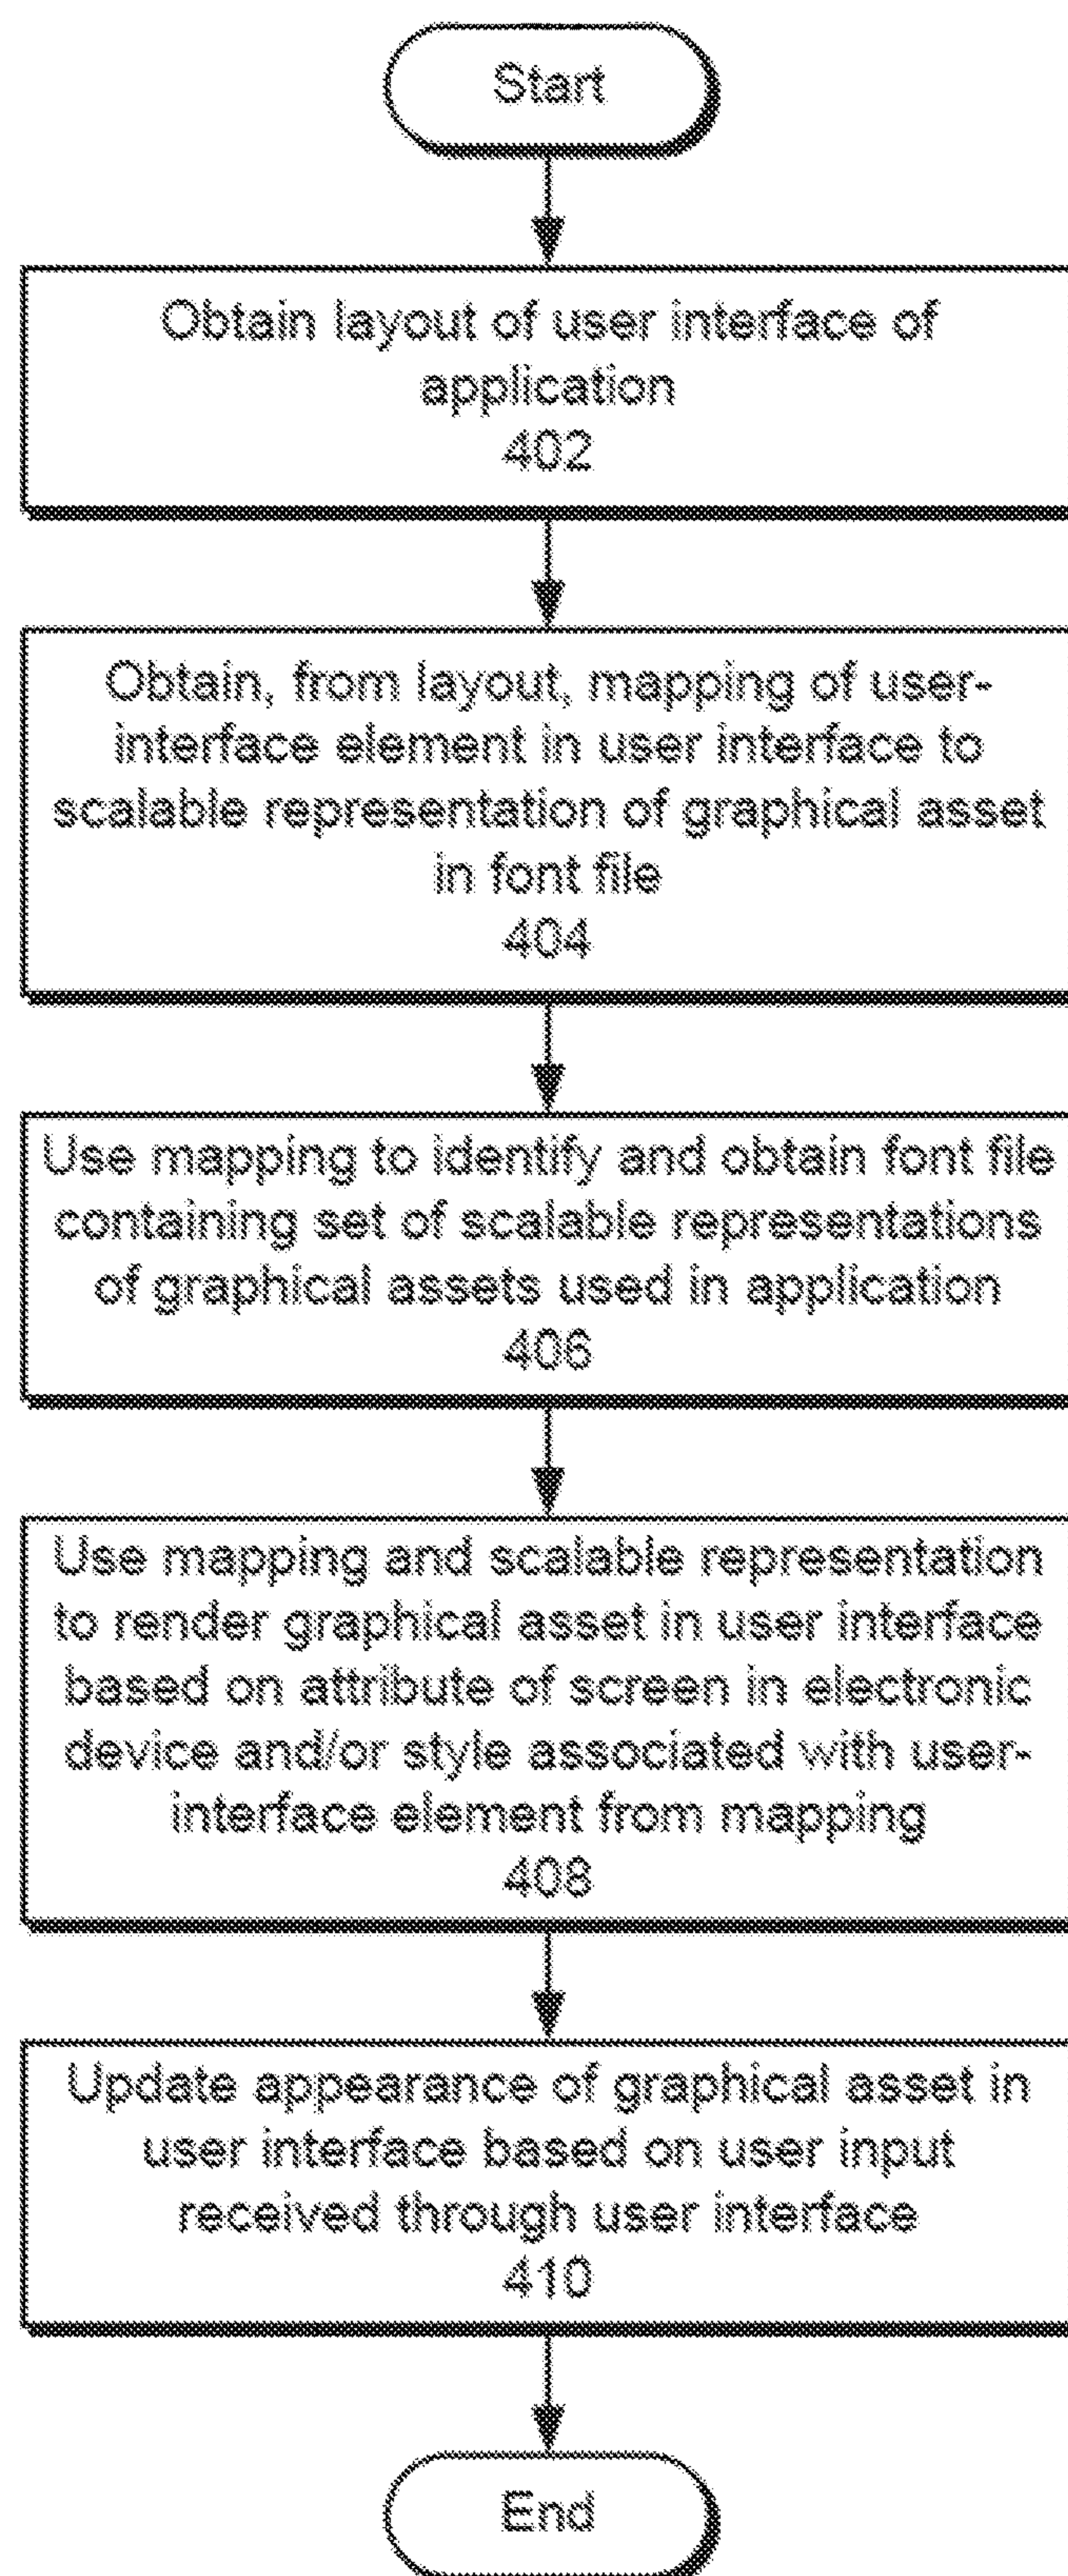 Start
Obtain layout of user interface of
application
402
Obtain, from layout, mapping of user-
interface element in user interface to
scalable representation of graphical asset
in font file
404
Use mapping to identify and obtain font file
containing set of scalable representations
of graphical assets used in application
406
Use mapping and scalable representation
to render graphical asset in user interface
based on attribute of screen in electronic
device and/or style associated with user-
interface element from mapping
408
Update appearance of graphical asset in
user interface based on user input
received through user interface
410
End